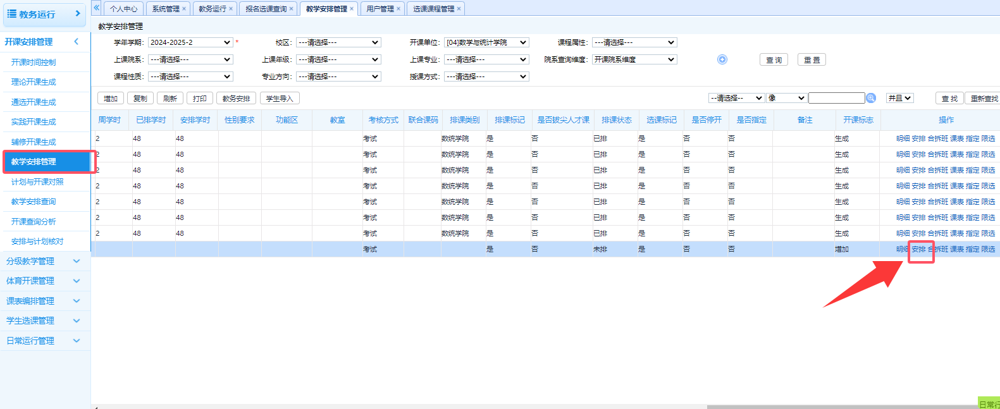 教务运行
个人中心 系统管理 × 教务运行 × 报名选课查询 × 教学安排管理 × 用户管理 × 选课课程管理 ×
教学安排管理
开课安排管理
开课时间控制
理论开课生成
通选开课生成
实践开课生成
辅修开课生成
教学安排管理
计划与开课对照
教学安排查询
开课查询分析
安排与计划核对
分级教学管理
体育开课管理
课表编排管理
学生选课管理
日常运行管理
学年学期: 2024-2025-2 * 校区: ---请选择--- 开课单位: [04]数学与统计学院 课程属性: ---请选择---
上课院系: ---请选择--- 上课年级: ---请选择--- 上课专业: ---请选择--- 院系查询维度: 开课院系维度 查 询 重 置
课程性质: ---请选择--- 专业方向: ---请选择--- 授课方式: ---请选择---
增加 复制 刷新 打印 教务安排 学生导入 --请选择-- 像 并且 查 找 重新查找
周学时 已排学时 安排学时 性别要求 功能区 教室 考核方式 联合课码 排课类别 排课标记 是否拔尖人才课 排课状态 选课标记 是否停开 是否指定 备注 开课标志 操作
2 48 48 考试 数统学院 是 否 已排 是 否 否 生成 明细 安排 合拆班 课表 指定 限选
2 48 48 考试 数统学院 是 否 已排 是 否 否 生成 明细 安排 合拆班 课表 指定 限选
2 48 48 考试 数统学院 是 否 已排 是 否 否 生成 明细 安排 合拆班 课表 指定 限选
2 48 48 考试 数统学院 是 否 已排 是 否 否 生成 明细 安排 合拆班 课表 指定 限选
2 48 48 考试 数统学院 是 否 已排 是 否 否 生成 明细 安排 合拆班 课表 指定 限选
2 48 48 考试 数统学院 是 否 已排 是 否 否 生成 明细 安排 合拆班 课表 指定 限选
2 48 48 考试 数统学院 是 否 已排 是 否 否 生成 明细 安排 合拆班 课表 指定 限选
考试 是 否 未排 是 否 否 增加 明细 安排 合拆班 课表 指定 限选
日常行